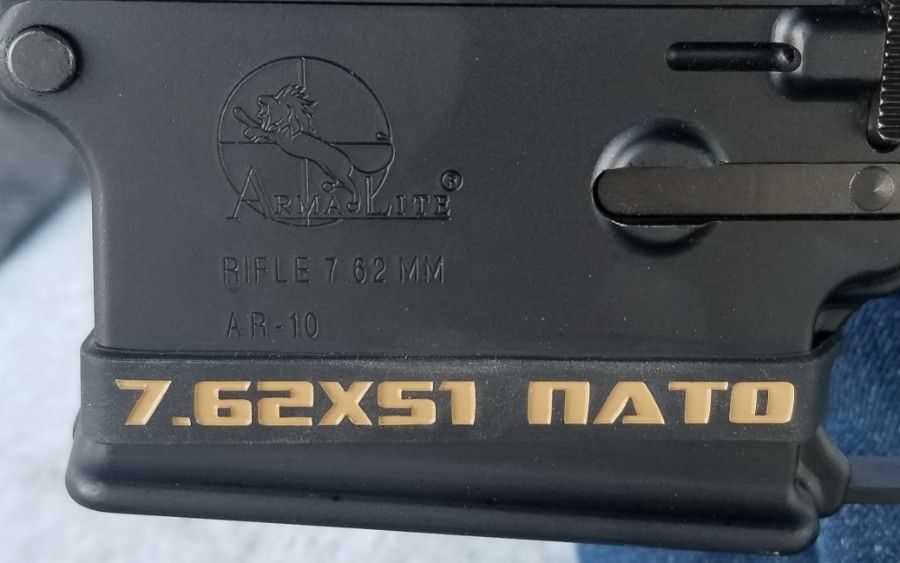 ARMALITE®
RIFLE 7.62 MM
AR-10
7.62X51 NATO